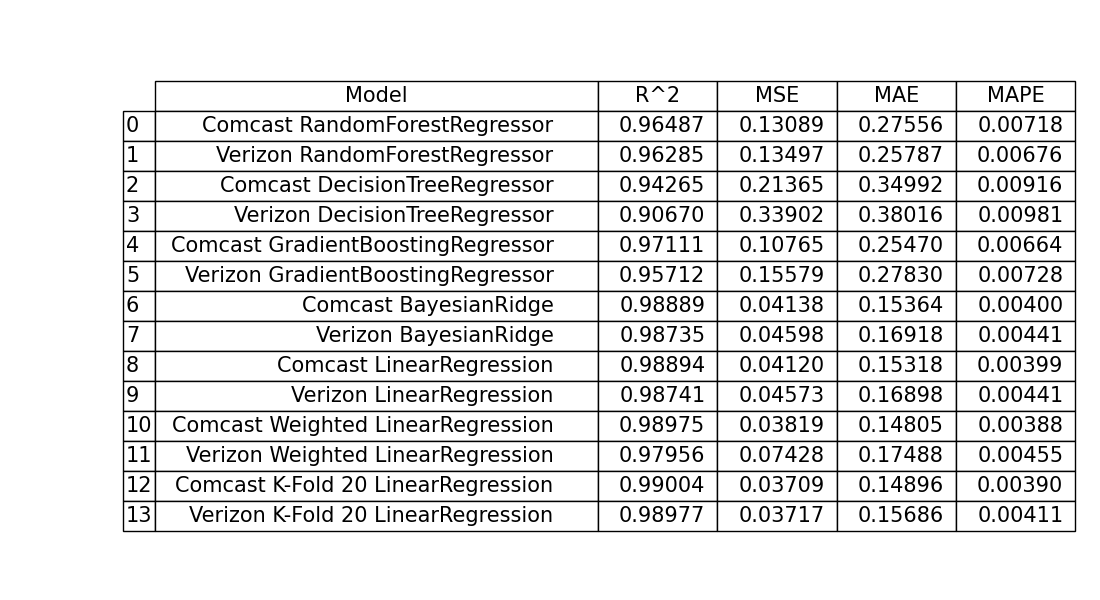 Model R^2 MSE MAE MAPE
0 Comcast RandomForestRegressor 0.96487 0.13089 0.27556 0.00718
1 Verizon RandomForestRegressor 0.96285 0.13497 0.25787 0.00676
2 Comcast DecisionTreeRegressor 0.94265 0.21365 0.34992 0.00916
3 Verizon DecisionTreeRegressor 0.90670 0.33902 0.38016 0.00981
4 Comcast GradientBoostingRegressor 0.97111 0.10765 0.25470 0.00664
5 Verizon GradientBoostingRegressor 0.95712 0.15579 0.27830 0.00728
6 Comcast BayesianRidge 0.98889 0.04138 0.15364 0.00400
7 Verizon BayesianRidge 0.98735 0.04598 0.16918 0.00441
8 Comcast LinearRegression 0.98894 0.04120 0.15318 0.00399
9 Verizon LinearRegression 0.98741 0.04573 0.16898 0.00441
10 Comcast Weighted LinearRegression 0.98975 0.03819 0.14805 0.00388
11 Verizon Weighted LinearRegression 0.97956 0.07428 0.17488 0.00455
12 Comcast K-Fold 20 LinearRegression 0.99004 0.03709 0.14896 0.00390
13 Verizon K-Fold 20 LinearRegression 0.98977 0.03717 0.15686 0.00411